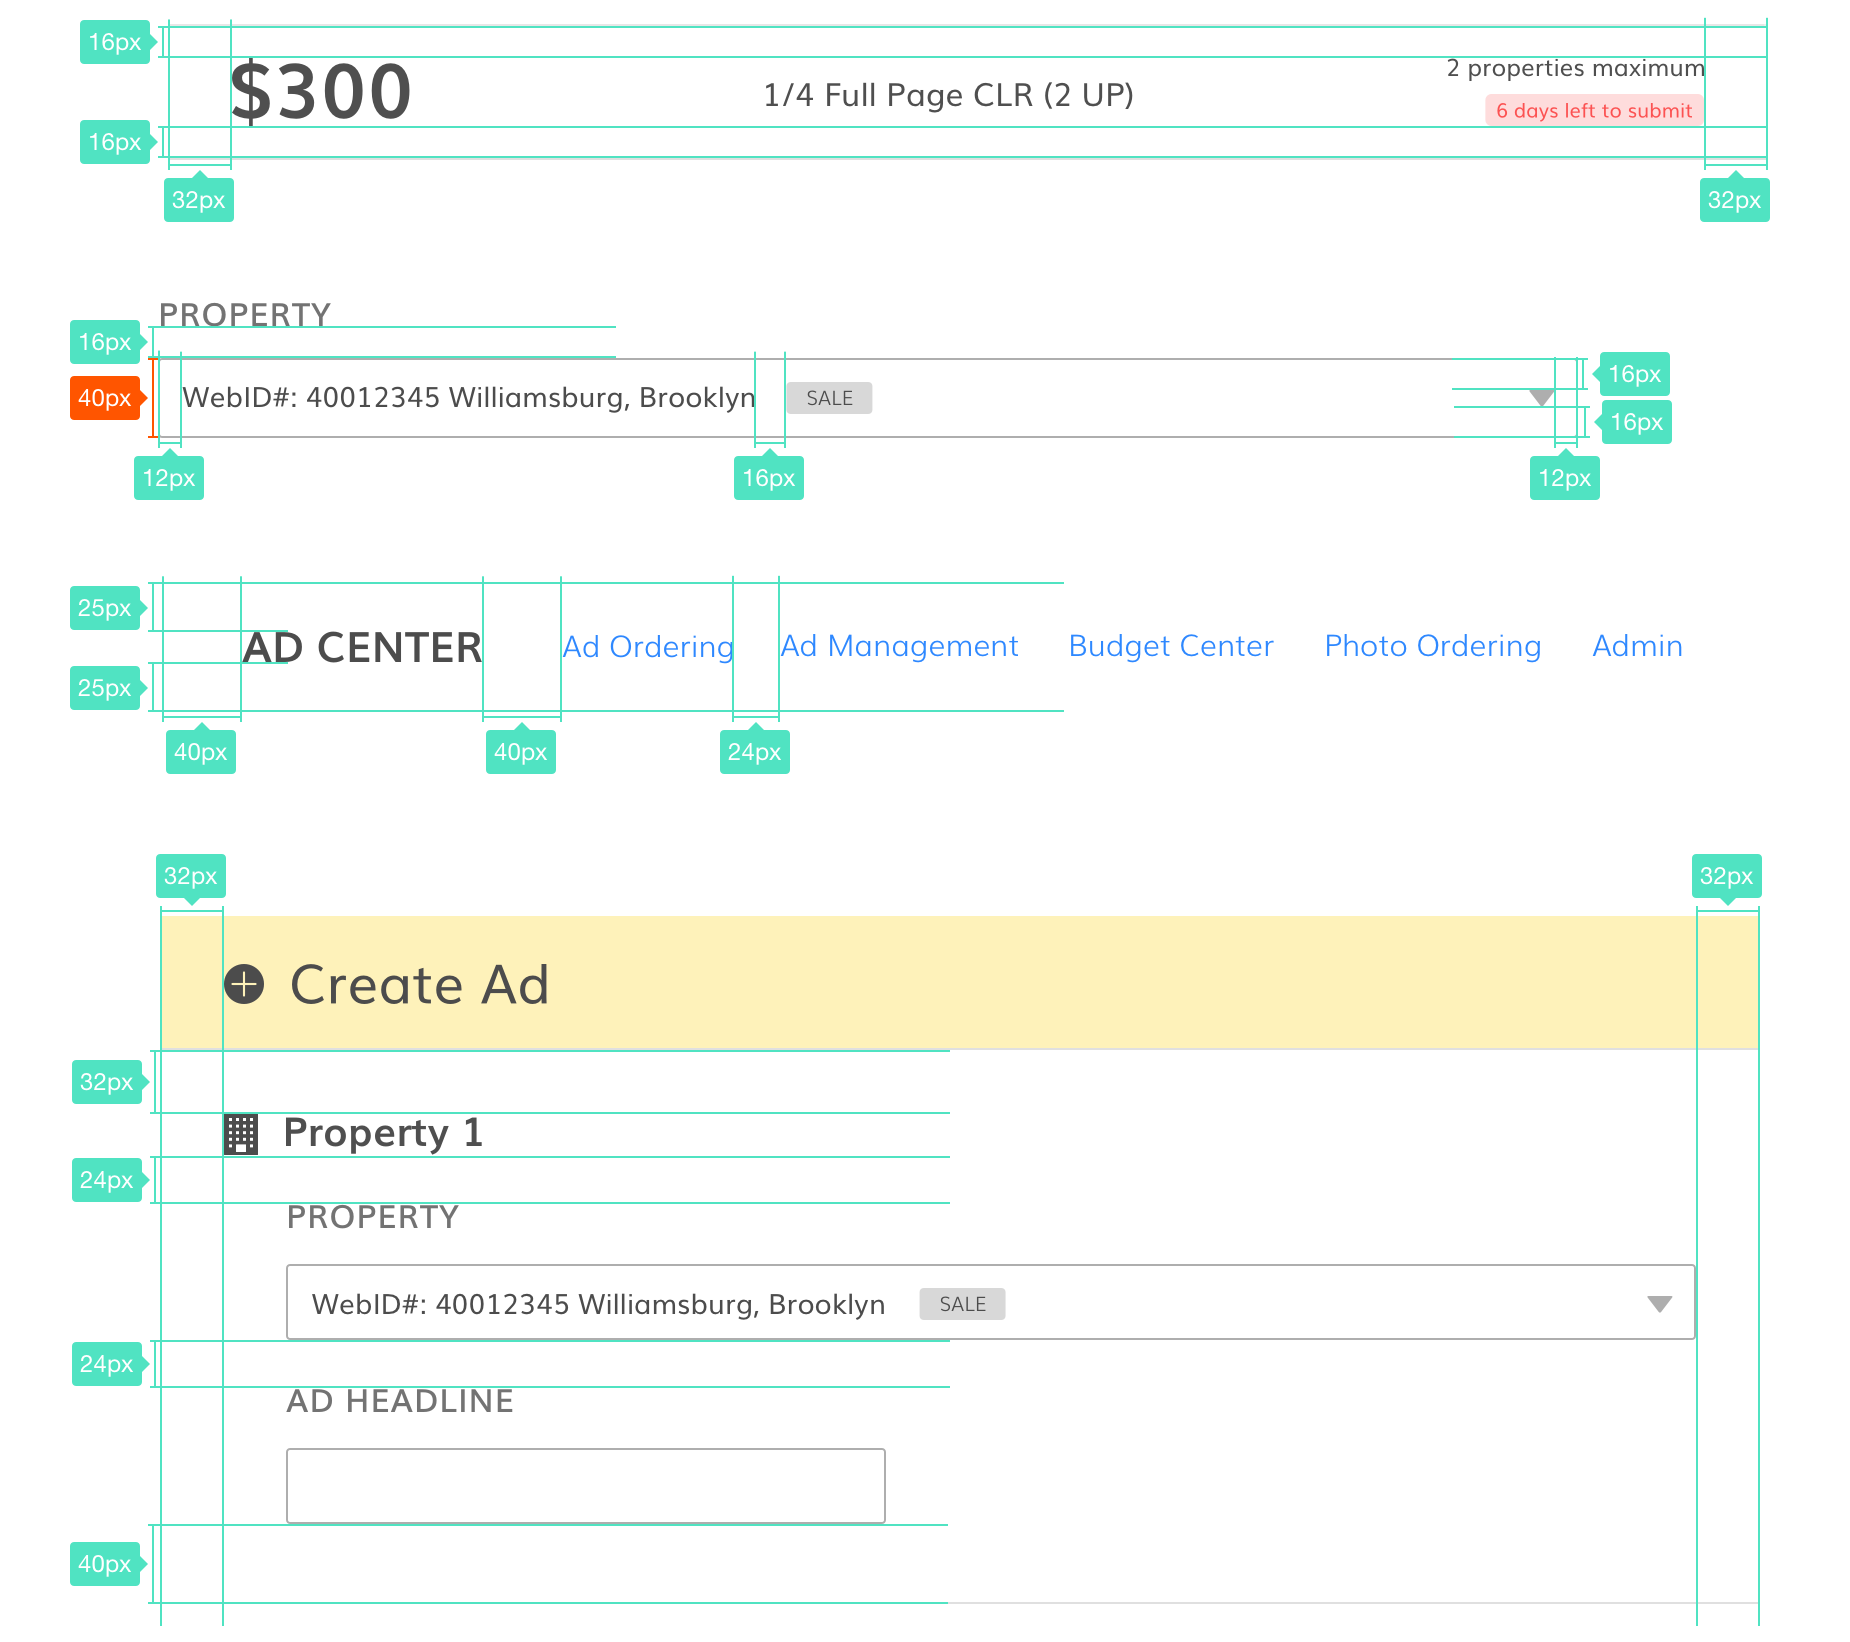 16px
$300 1/4 Full Page CLR (2 UP) 2 properties maximum
6 days left to submit
16px
32px 32px
PROPERTY
16px
16px
40px WebID#: 40012345 Williamsburg, Brooklyn SALE
16px
12px 16px 12px
25px
AD CENTER Ad Ordering Ad Management Budget Center Photo Ordering Admin
25px
40px 40px 24px
32px 32px
Create Ad
32px
Property 1
24px
PROPERTY
WebID#: 40012345 Williamsburg, Brooklyn SALE
24px
AD HEADLINE
40px